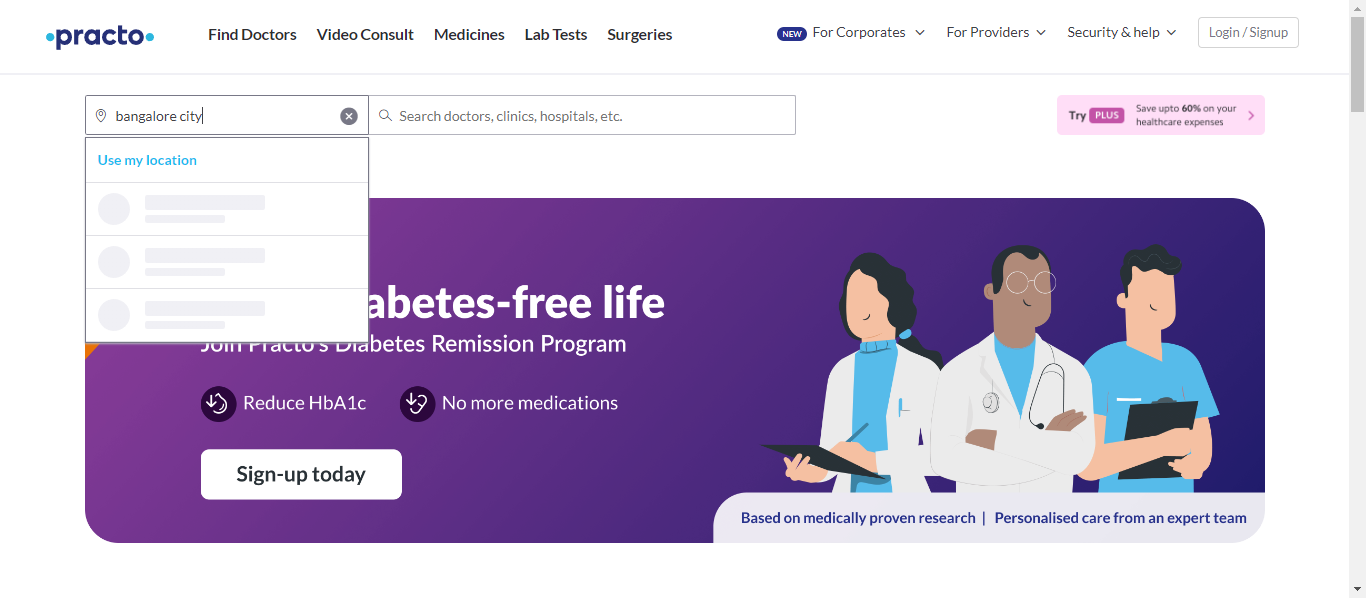 practo
Find Doctors
Video Consult
Medicines
Lab Tests
Surgeries
NEW For Corporates
For Providers
Security & help
Login / Signup
bangalore city
Search doctors, clinics, hospitals, etc.
Try PLUS
Save upto 60% on your
healthcare expenses
Use my location
abetes-free life
Join Practo's Diabetes Remission Program
Reduce HbA1c
No more medications
Sign-up today
Based on medically proven research | Personalised care from an expert team